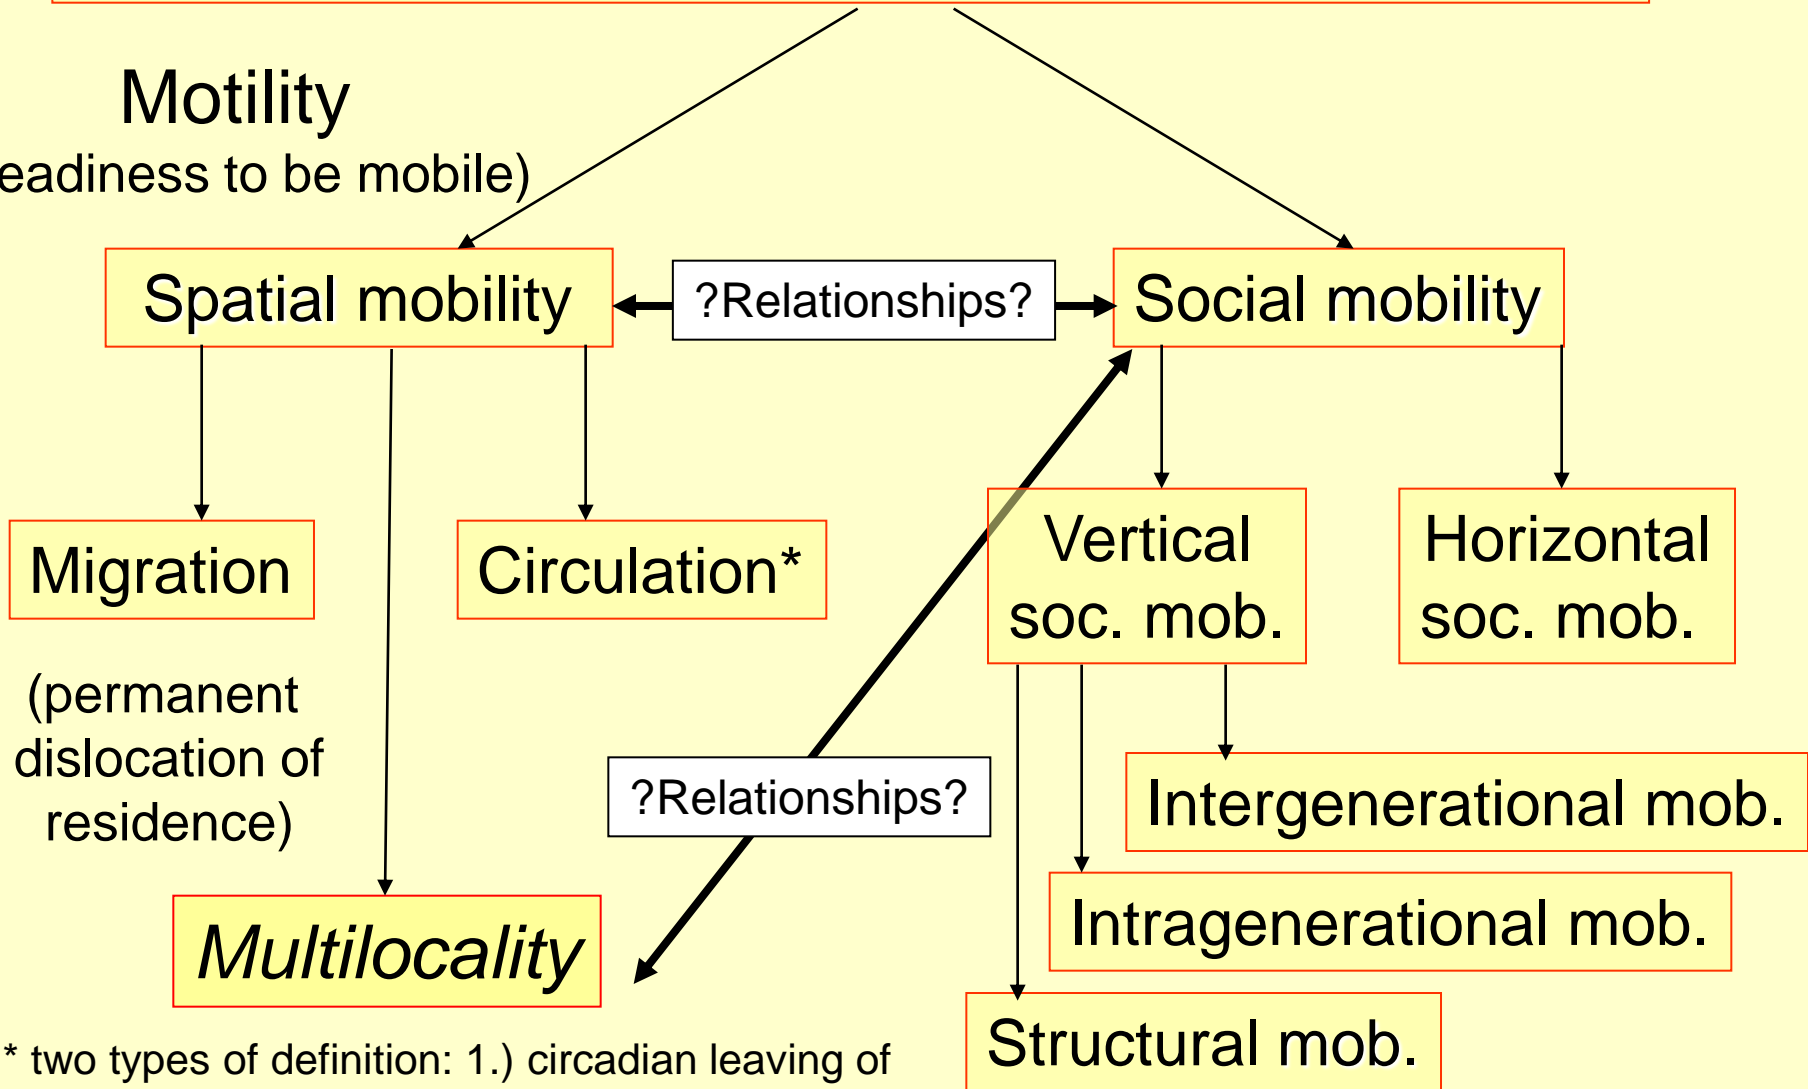 Motility
eadiness to be mobile)
Spatial mobility
?Relationships?
Social mobility
Migration
Circulation*
Vertical
soc. mob.
Horizontal
soc. mob.
(permanent
dislocation of
residence)
?Relationships?
Intergenerational mob.
Intragenerational mob.
Multilocality
Structural mob.
* two types of definition: 1.) circadian leaving of